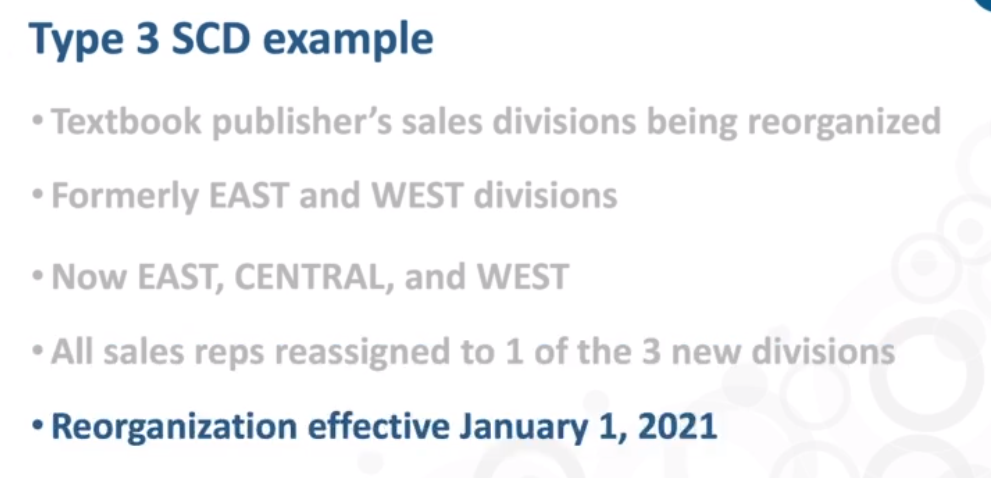 Type 3 SCD example
• Textbook publisher's sales divisions being reorganized
• Formerly EAST and WEST divisions
• Now EAST, CENTRAL, and WEST
• All sales reps reassigned to 1 of the 3 new divisions
• Reorganization effective January 1, 2021